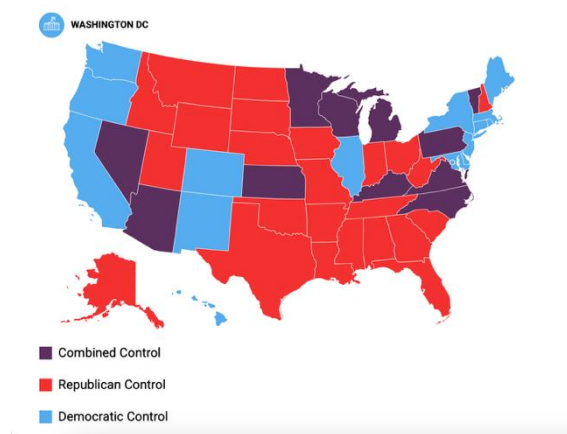 WASHINGTON DC
Combined Control
Republican Control
Democratic Control